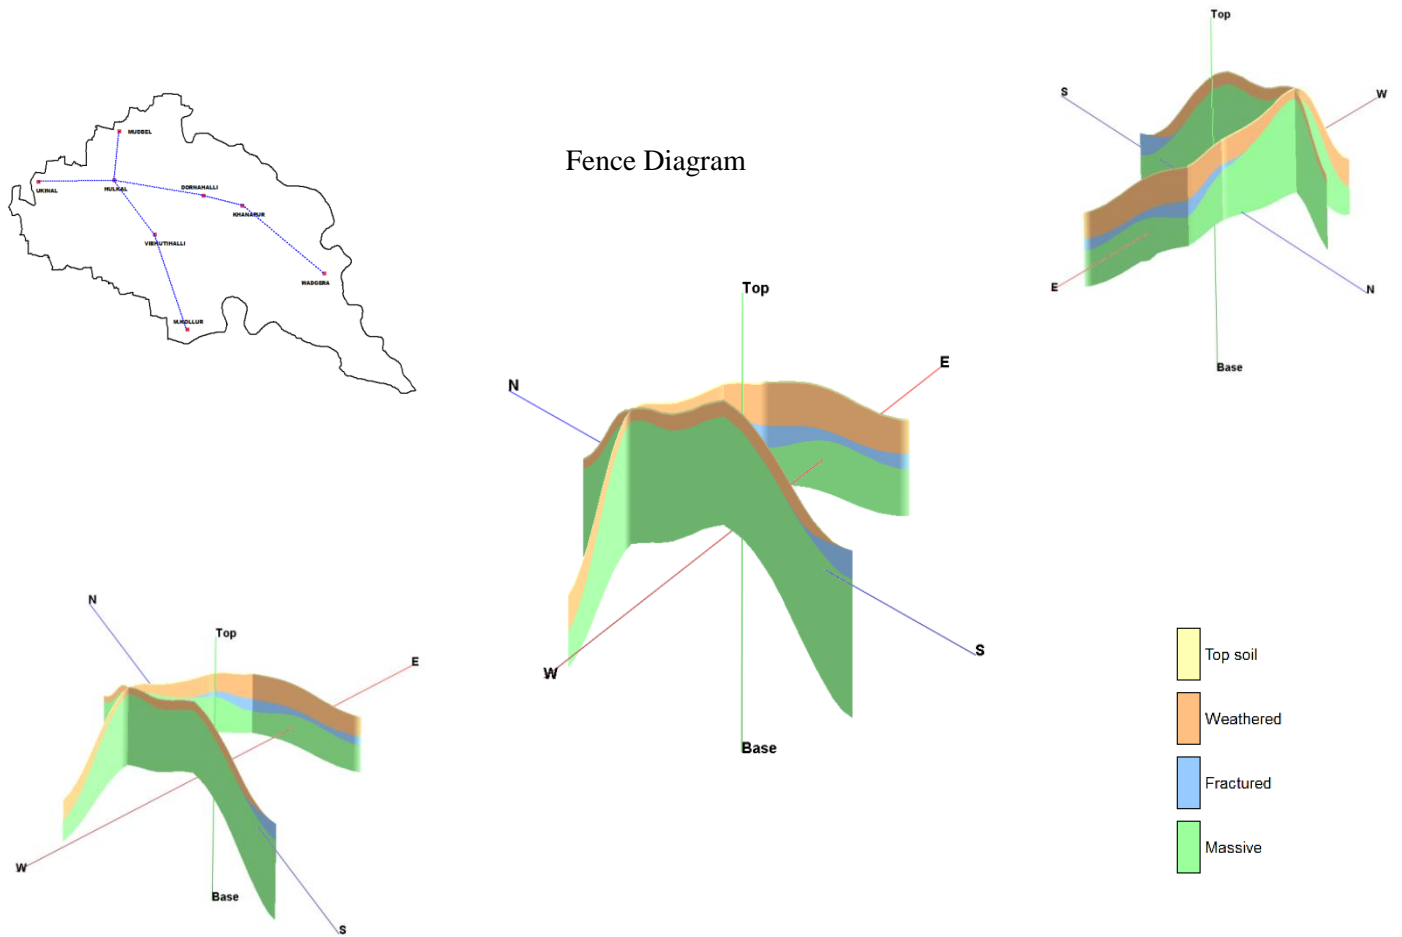 Fence Diagram
MUDBEL
UKINAL
HULKAL
DORNAHALLI
KHANAPUR
VIBHUTIHALLI
WADGERA
M.KOLLUR
Top
S
W
E
N
Base
Top
N
E
W
S
Base
N
Top
E
W
Base
S
Top soil
Weathered
Fractured
Massive